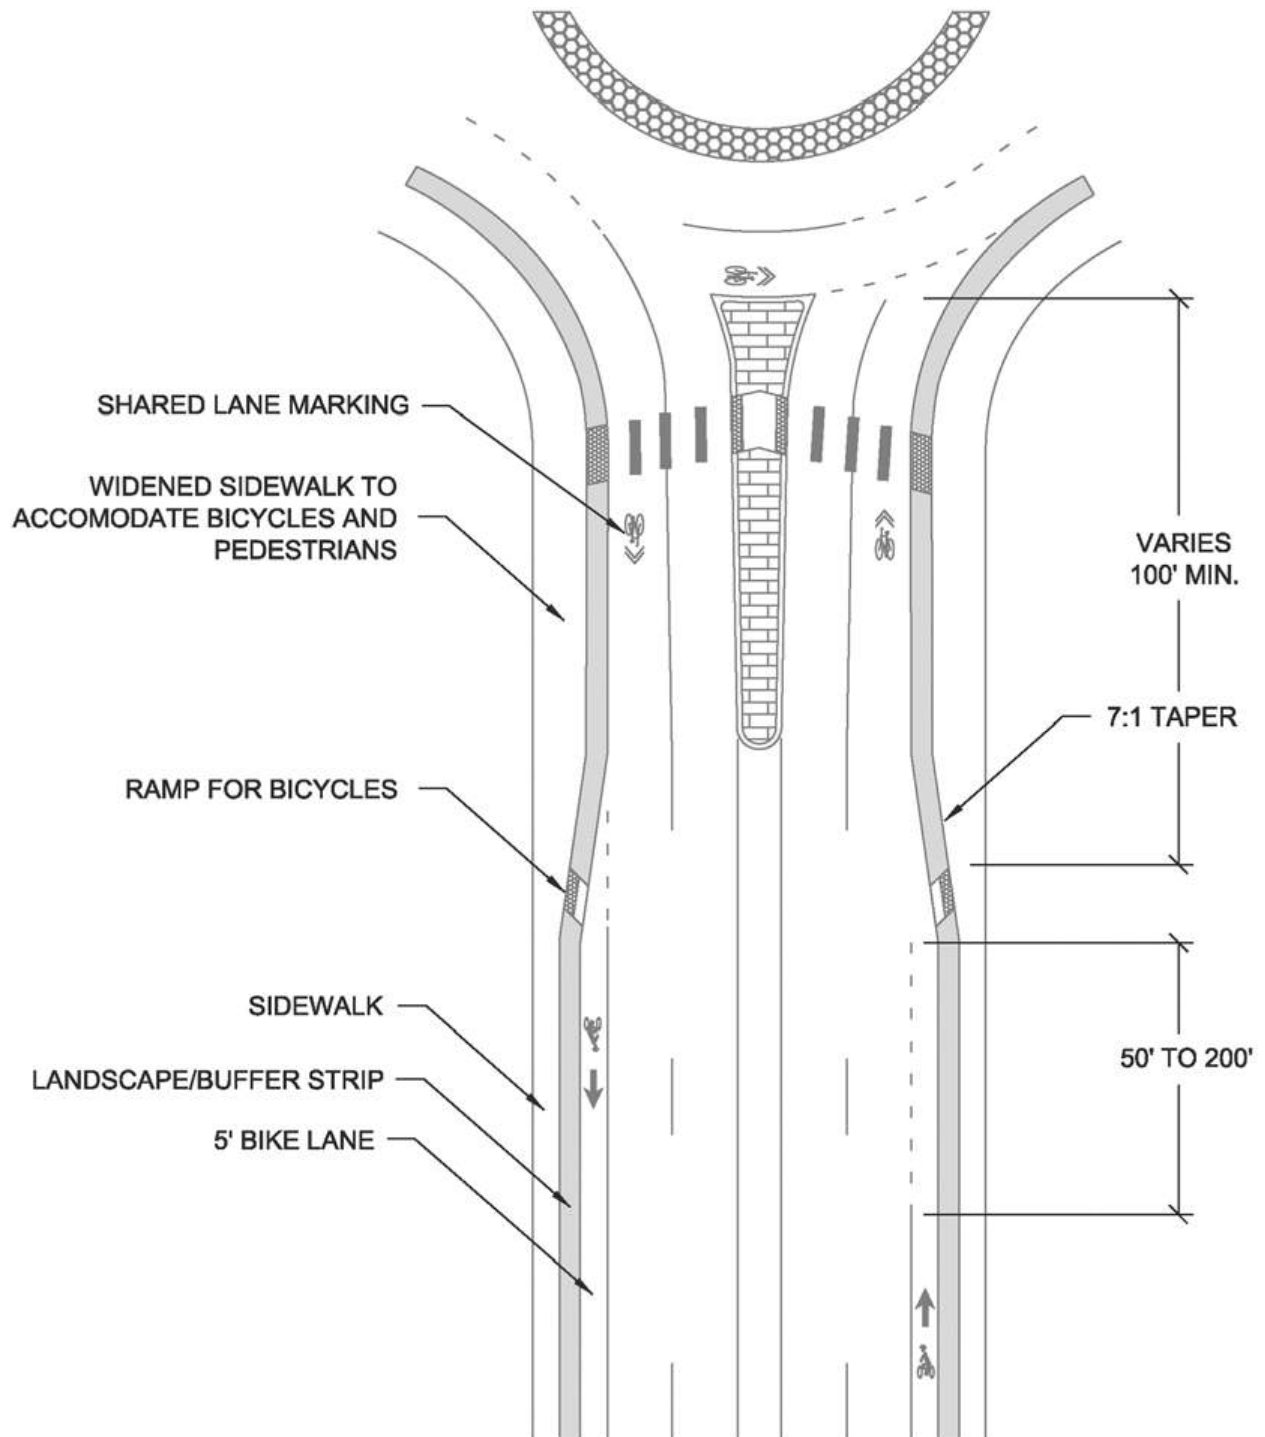 SHARED LANE MARKING
WIDENED SIDEWALK TO
ACCOMODATE BICYCLES AND
PEDESTRIANS
VARIES
100' MIN.
7:1 TAPER
RAMP FOR BICYCLES
SIDEWALK
LANDSCAPE/BUFFER STRIP
50' TO 200'
5' BIKE LANE